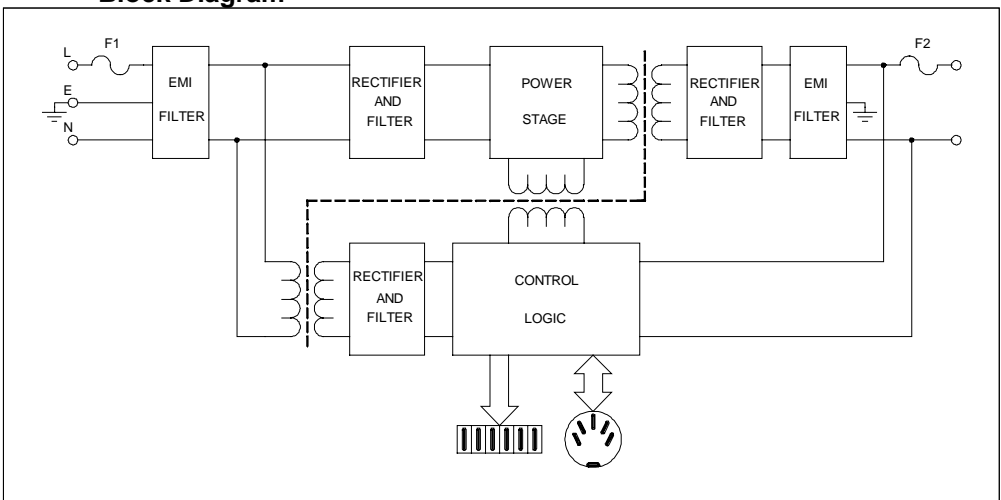 Block Diagram
L
F1
E
N
EMI
FILTER
RECTIFIER
AND
FILTER
POWER
STAGE
RECTIFIER
AND
FILTER
EMI
FILTER
F2
RECTIFIER
AND
FILTER
CONTROL
LOGIC